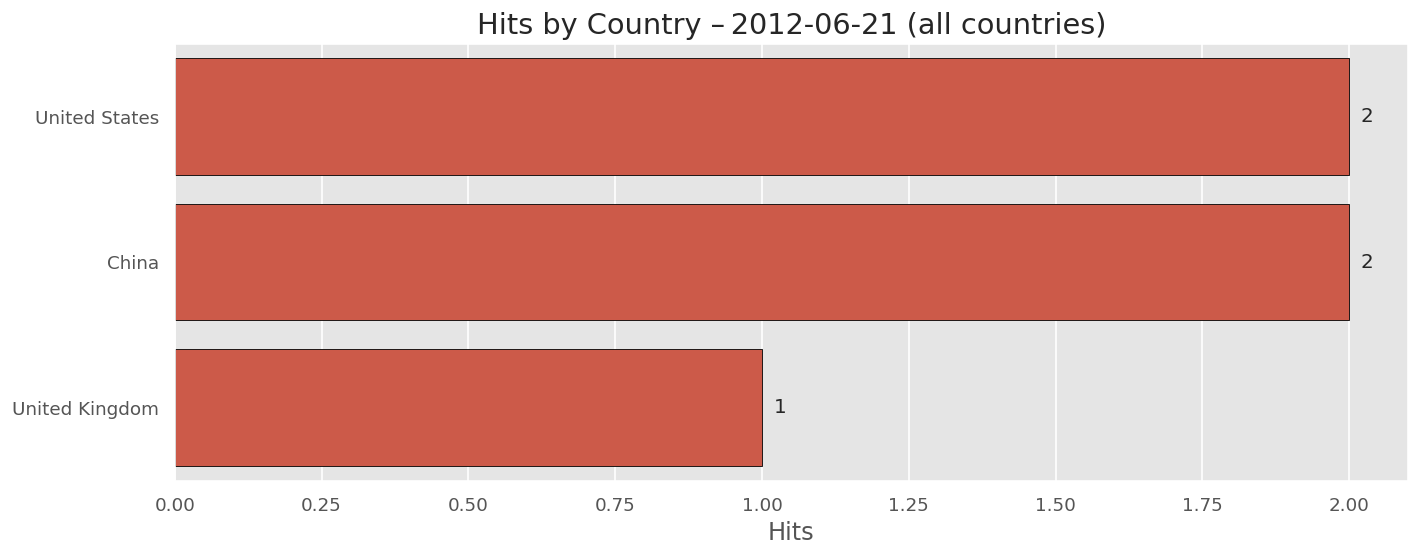 Hits by Country – 2012-06-21 (all countries)
United States
2
China
2
United Kingdom
1
0.00 0.25 0.50 0.75 1.00 1.25 1.50 1.75 2.00
Hits